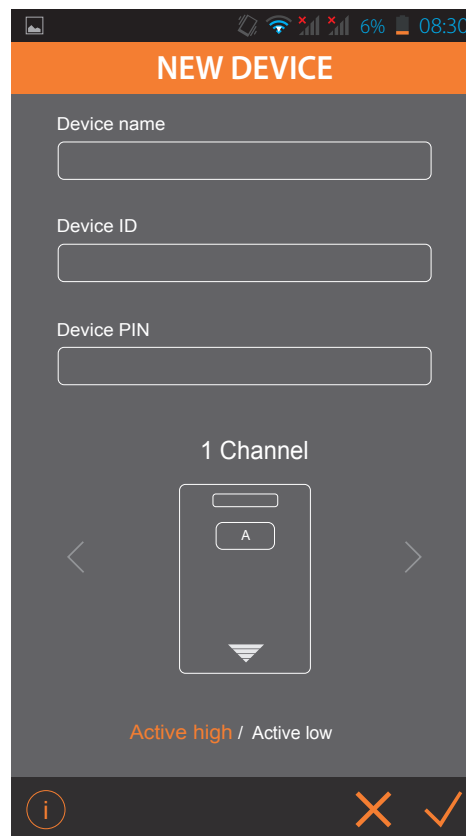 6% 08:30
NEW DEVICE
Device name
Device ID
Device PIN
1 Channel
A
Active high / Active low
i